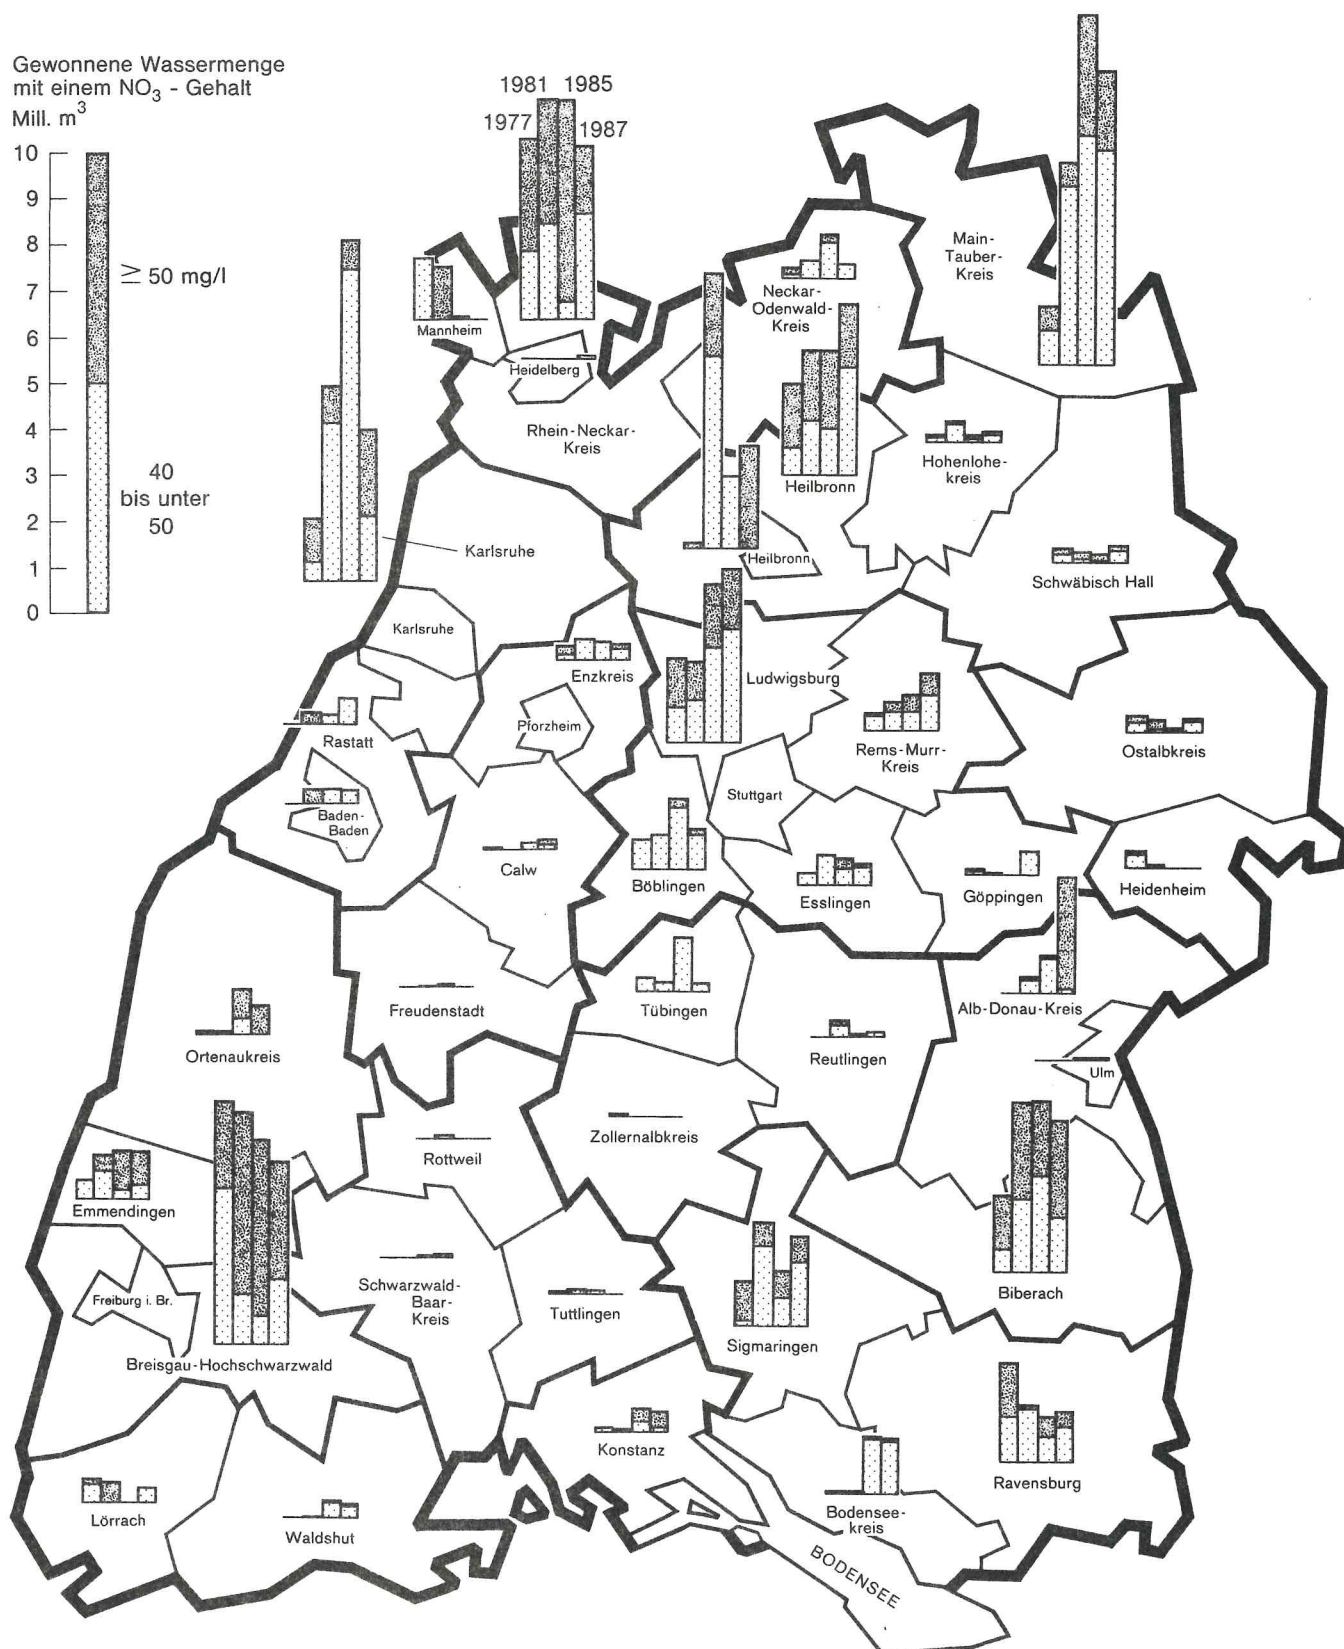 Gewonnene Wassermenge
mit einem NO₃ - Gehalt
Mill. m³
10
9
8
7
6
5
4
3
2
1
0
≥ 50 mg/l
40
bis unter
50
1981
1985
1977
1987
Mannheim
Heidelberg
Rhein-Neckar-
Kreis
Neckar-
Odenwald-
Kreis
Main-
Tauber-
Kreis
Heilbronn
Hohenlohe-
kreis
Karlsruhe
Heilbronn
Schwäbisch Hall
Karlsruhe
Enzkreis
Ludwigsburg
Pforzheim
Rastatt
Rems-Murr-
Kreis
Ostalbkreis
Stuttgart
Baden-
Baden
Calw
Böblingen
Esslingen
Göppingen
Heidenheim
Freudenstadt
Tübingen
Alb-Donau-Kreis
Ortenaukreis
Reutlingen
Ulm
Zollernalbkreis
Rottweil
Emmendingen
Freiburg i. Br.
Schwarzwald-
Baar-
Kreis
Tuttlingen
Biberach
Sigmaringen
Breisgau-Hochschwarzwald
Konstanz
Ravensburg
Lörrach
Waldshut
Bodensee-
kreis
BODENSEE